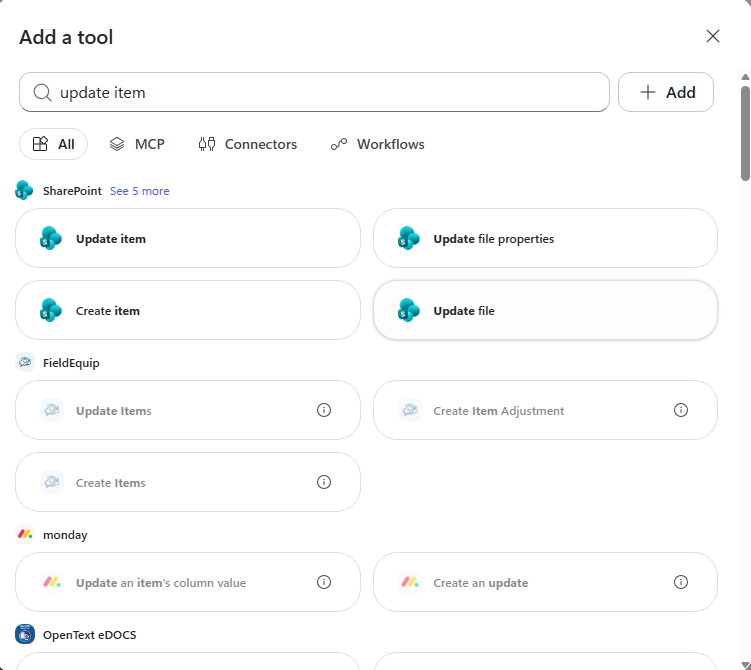 Add a tool
update item
Add
All
MCP
Connectors
Workflows
SharePoint See 5 more
Update item
Update file properties
Create item
Update file
FieldEquip
Update Items
Create Item Adjustment
Create Items
monday
Update an item's column value
Create an update
OpenText eDOCS